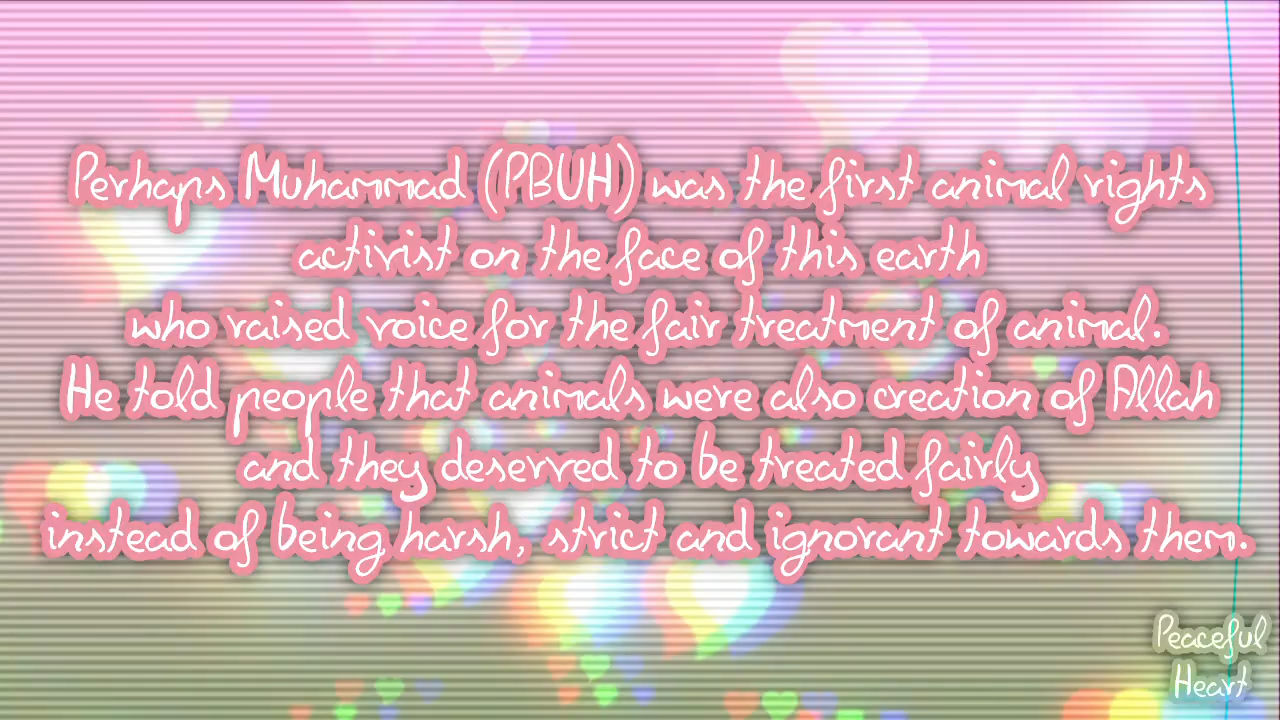 Perhaps Muhammad (PBUH) was the first animal rights
activist on the face of this earth
who raised voice for the fair treatment of animal.
He told people that animals were also creation of Allah
and they deserved to be treated fairly
instead of being harsh, strict and ignorant towards them.
Peaceful
Heart